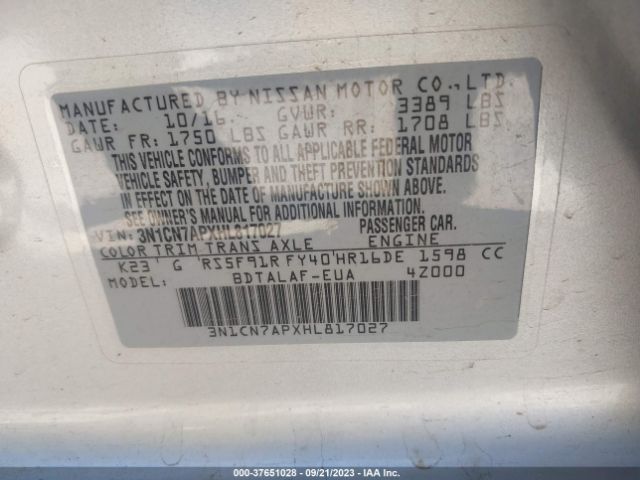 MANUFACTURED BY NISSAN MOTOR CO., LTD.
DATE: 10/16 GVWR: 3389 LBS
GAWR FR: 1750 LBS GAWR RR: 1708 LBS
THIS VEHICLE CONFORMS TO ALL APPLICABLE FEDERAL MOTOR
VEHICLE SAFETY, BUMPER AND THEFT PREVENTION STANDARDS
IN EFFECT ON THE DATE OF MANUFACTURE SHOWN ABOVE.
SEE OWNER'S MANUAL FOR ADDITIONAL INFORMATION.
VIN: 3N1CN7APXHL817027 PASSENGER CAR.
COLOR TRIM TRANS AXLE ENGINE
K23 G RS5F91R FY40 HR16DE 1598 CC
MODEL: BDTALAF-EUA 4Z000
3N1CN7APXHL817027
000-37651028 - 09/21/2023 - IAA Inc.